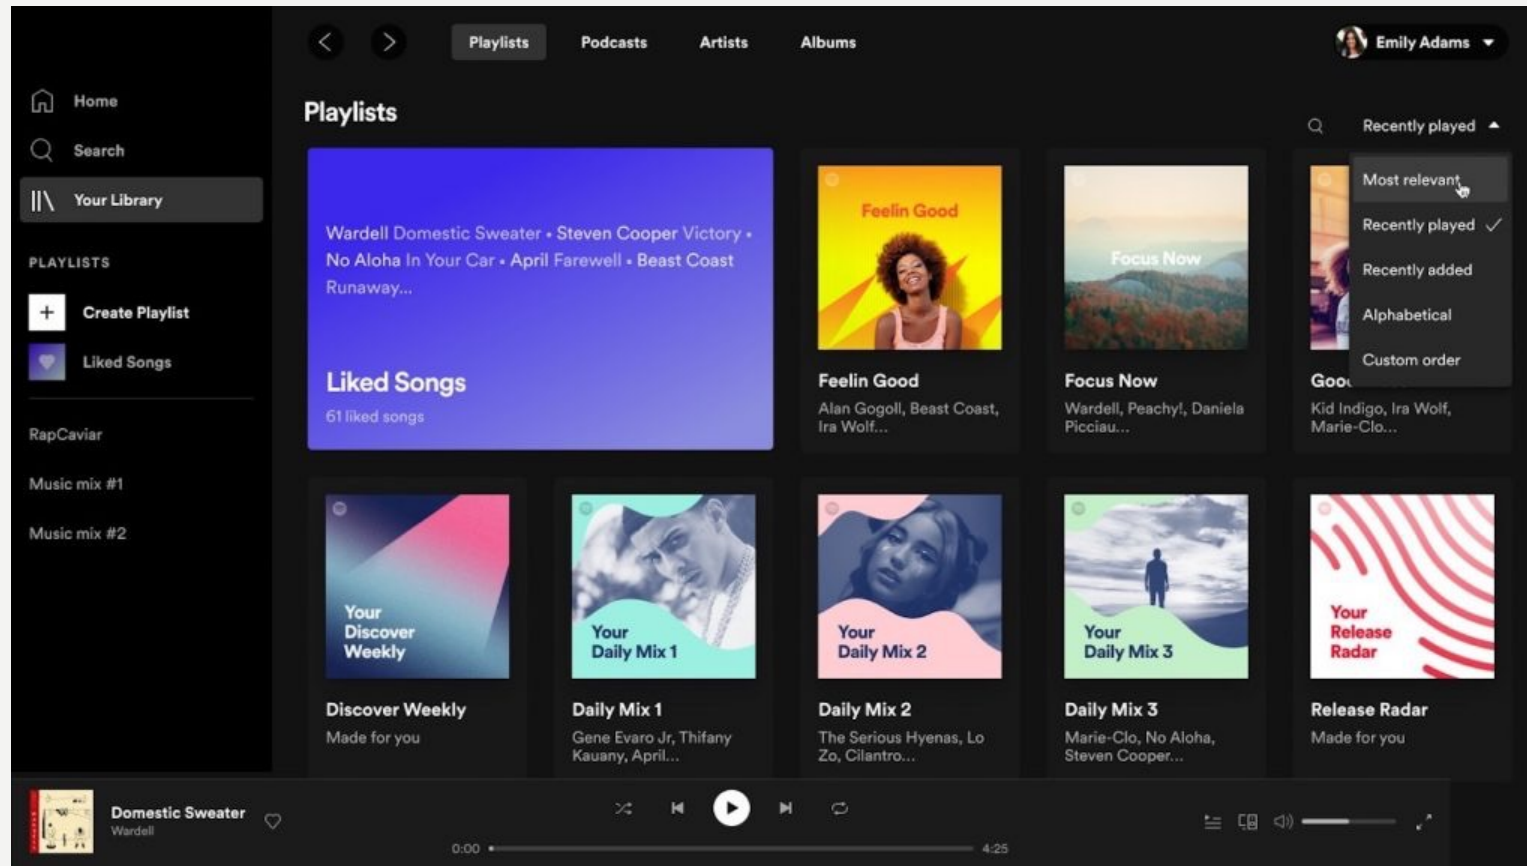 Playlists
Podcasts
Artists
Albums
Emily Adams
Home
Search
Your Library
PLAYLISTS
Create Playlist
Liked Songs
RapCaviar
Music mix #1
Music mix #2
Playlists
Recently played
Most relevant
Recently played
Recently added
Alphabetical
Custom order
Wardell Domestic Sweater • Steven Cooper Victory •
No Aloha In Your Car • April Farewell • Beast Coast
Runaway...
Liked Songs
61 liked songs
Feelin Good
Feelin Good
Alan Gogoll, Beast Coast,
Ira Wolf...
Focus Now
Focus Now
Wardell, Peachy!, Daniela
Picciau...
Kid Indigo, Ira Wolf,
Marie-Clo...
Your
Discover
Weekly
Discover Weekly
Made for you
Your
Daily Mix 1
Daily Mix 1
Gene Evaro Jr, Thifany
Kauany, April...
Your
Daily Mix 2
Daily Mix 2
The Serious Hyenas, Lo
Zo, Cilantro...
Your
Daily Mix 3
Daily Mix 3
Marie-Clo, No Aloha,
Steven Cooper...
Your
Release
Radar
Release Radar
Made for you
Domestic Sweater
Wardell
0:00
4:25